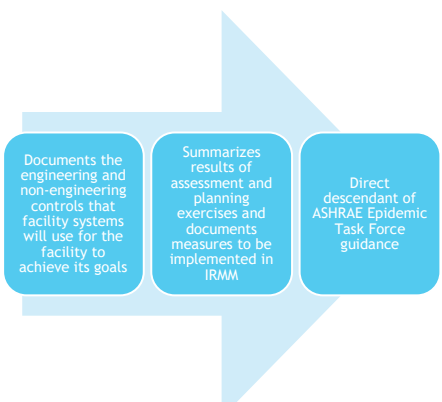 Documents the
engineering and
non-engineering
controls that
facility systems
will use for the
facility to
achieve its goals
Summarizes
results of
assessment and
planning
exercises and
documents
measures to be
implemented in
IRMM
Direct
descendant of
ASHRAE Epidemic
Task Force
guidance